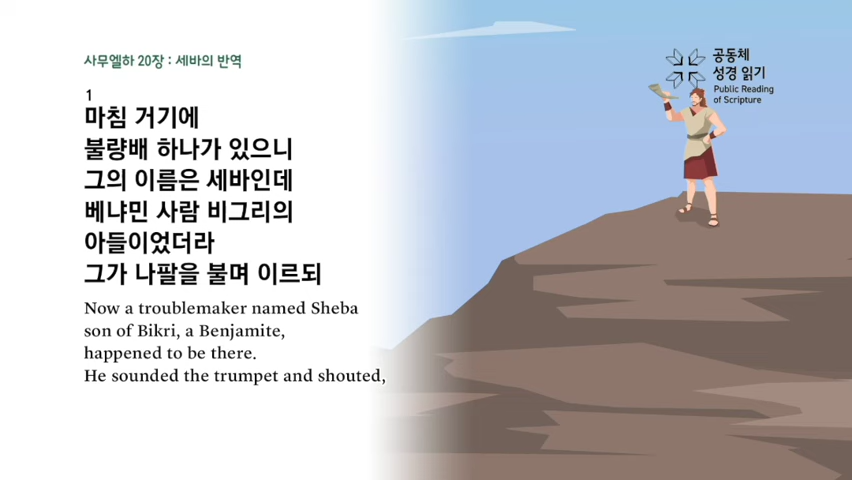 사무엘하 20장 : 세바의 반역
1
마침 거기에
불량배 하나가 있으니
그의 이름은 세바인데
베냐민 사람 비그리의
아들이었더라
그가 나팔을 불며 이르되
Now a troublemaker named Sheba
son of Bikri, a Benjamite,
happened to be there.
He sounded the trumpet and shouted,
공동체
성경 읽기
Public Reading
of Scripture